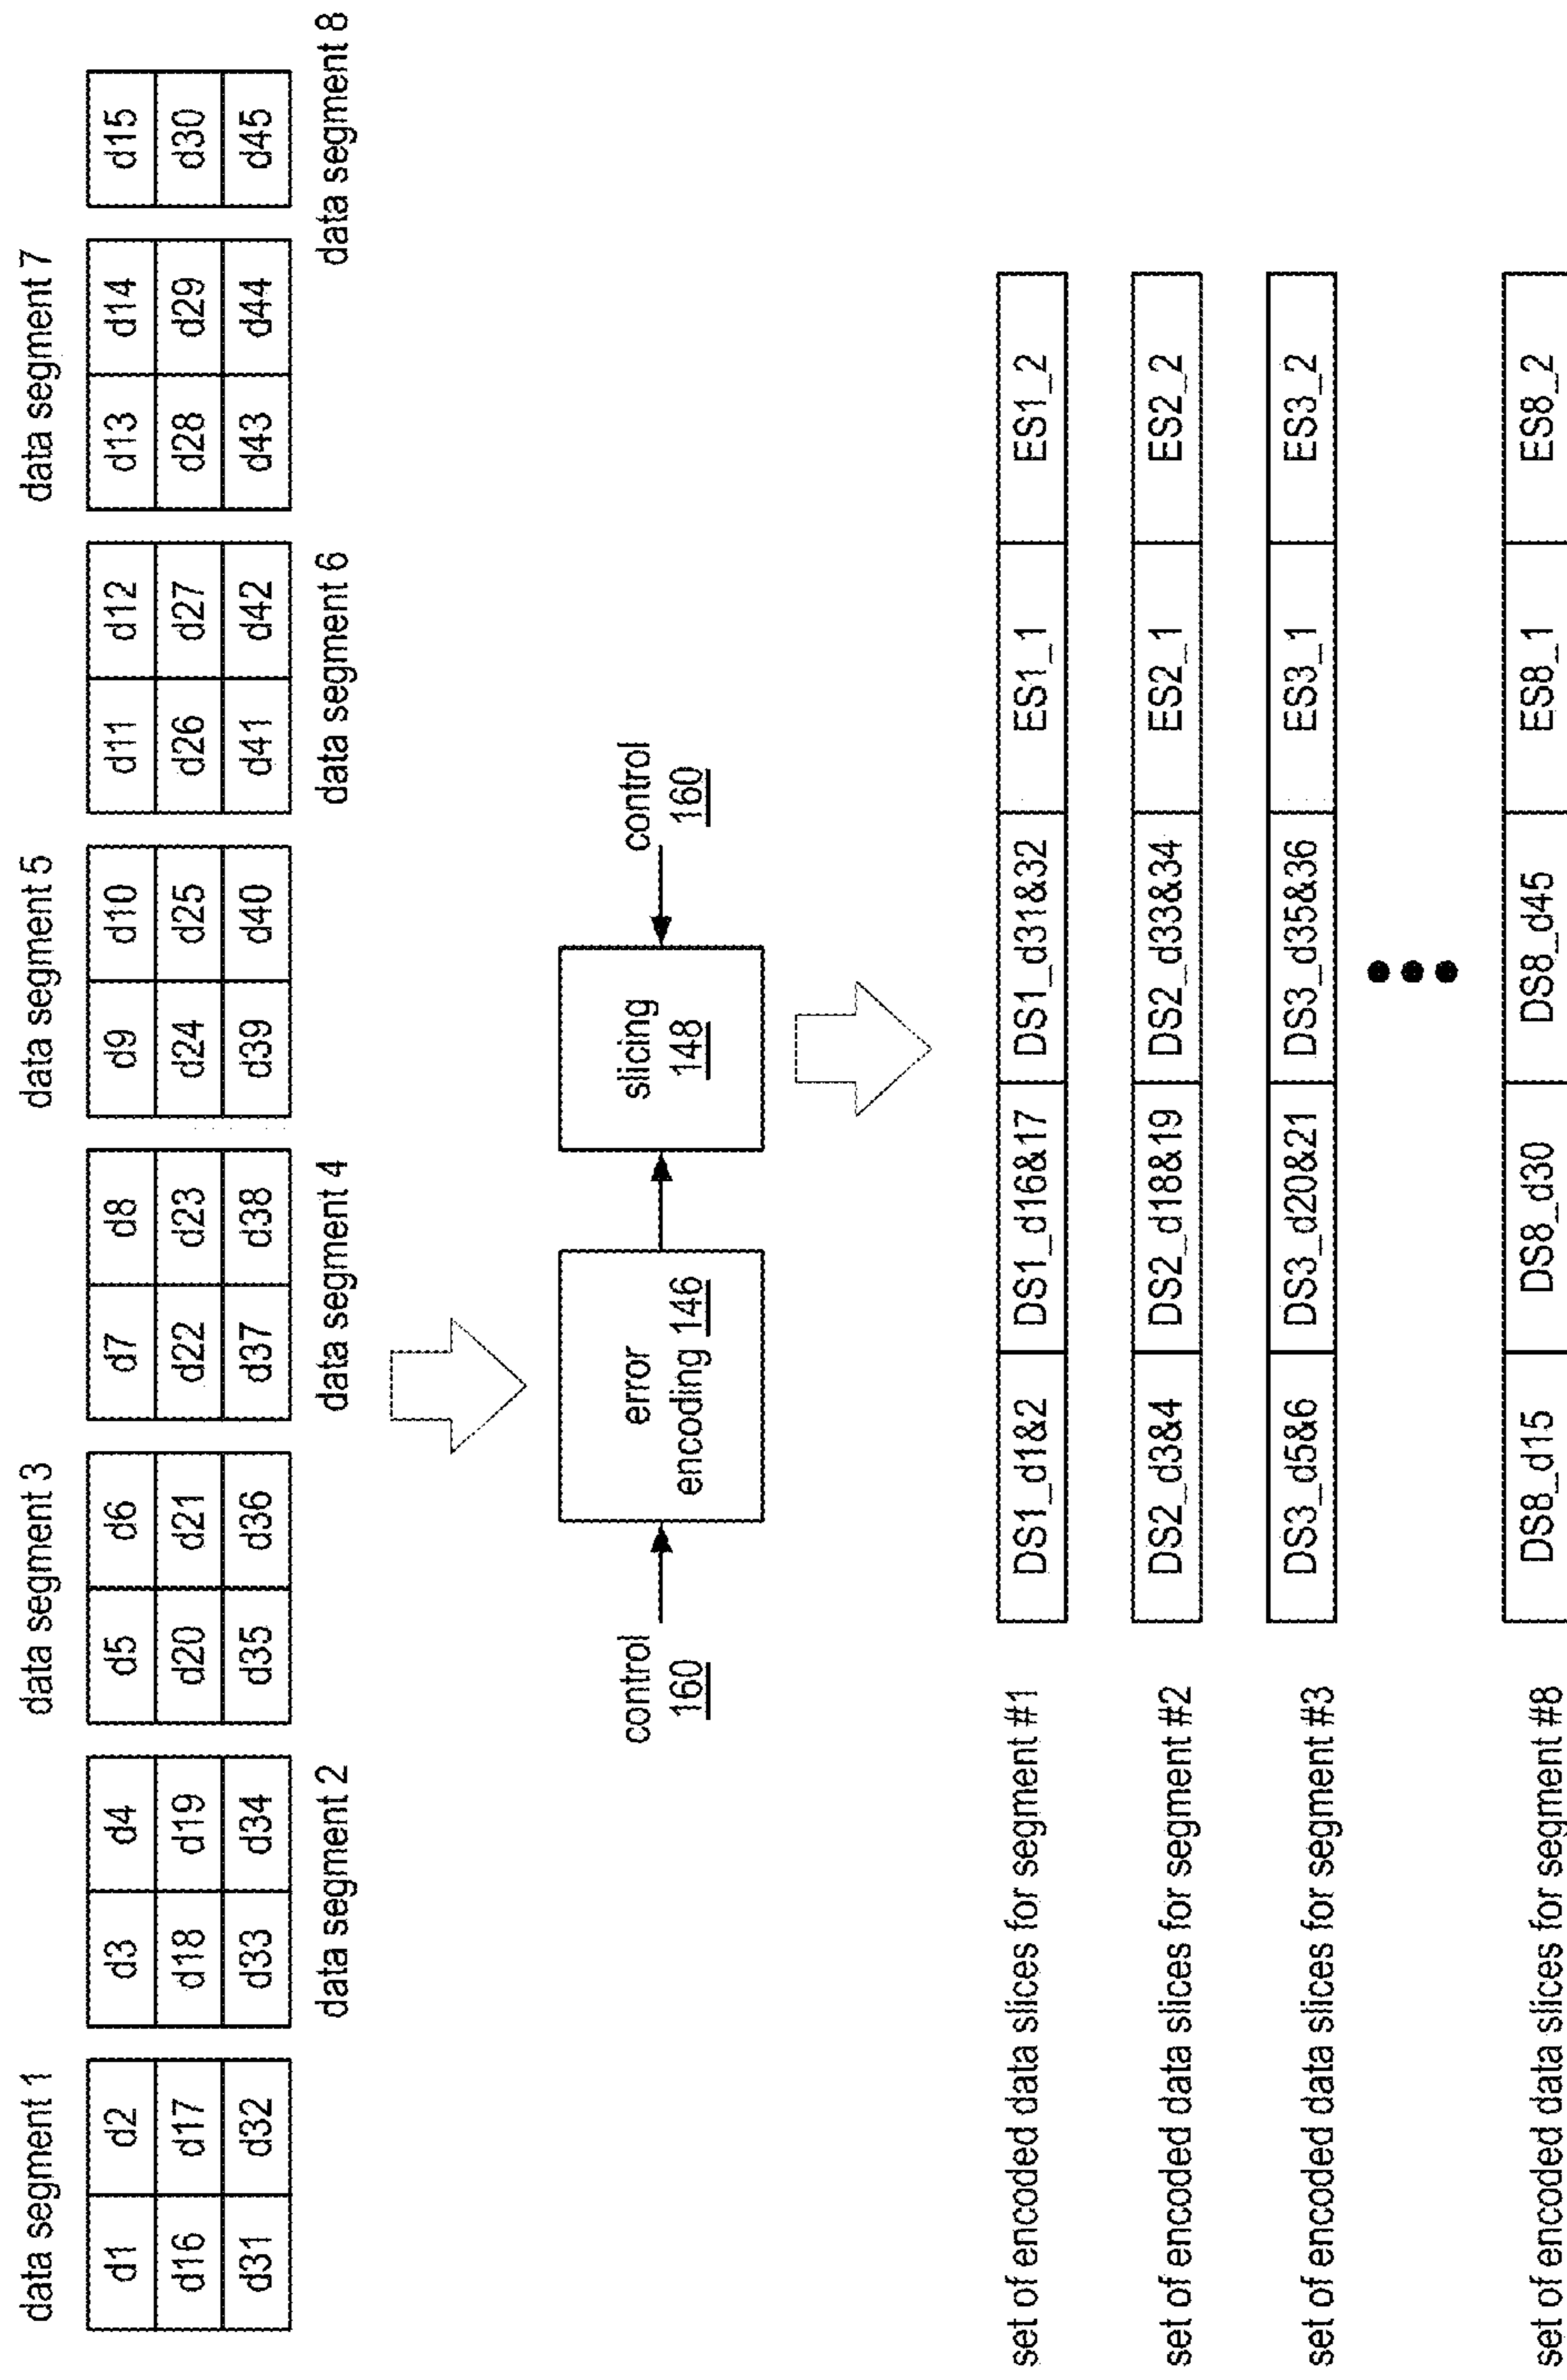 data segment 1
data segment 3
data segment 5
data segment 7
d1 d2 d3 d4 d5 d6 d7 d8 d9 d10 d11 d12 d13 d14 d15
d16 d17 d18 d19 d20 d21 d22 d23 d24 d25 d26 d27 d28 d29 d30
d31 d32 d33 d34 d35 d36 d37 d38 d39 d40 d41 d42 d43 d44 d45
data segment 2
data segment 4
data segment 6
data segment 8
control
160
error
encoding 146
slicing
148
control
160
set of encoded data slices for segment #1 DS1_d1&2 DS1_d16&17 DS1_d31&32 ES1_1 ES1_2
set of encoded data slices for segment #2 DS2_d3&4 DS2_d18&19 DS2_d33&34 ES2_1 ES2_2
set of encoded data slices for segment #3 DS3_d5&6 DS3_d20&21 DS3_d35&36 ES3_1 ES3_2
set of encoded data slices for segment #8 DS8_d15 DS8_d30 DS8_d45 ES8_1 ES8_2